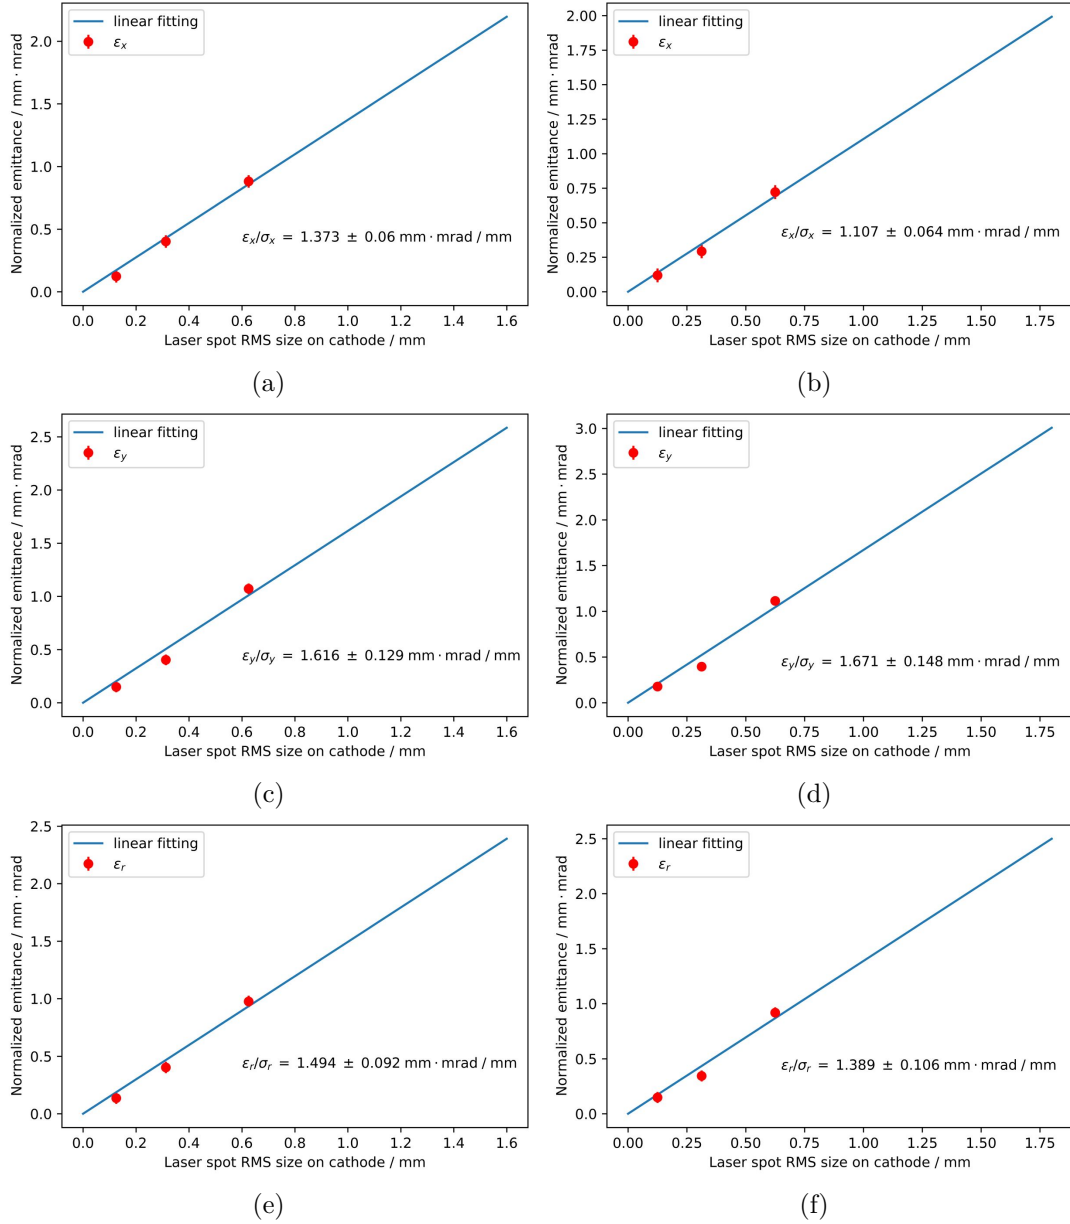 linear fitting
εx
Normalized emittance / mm · mrad
2.0
1.5
1.0
0.5
0.0
εx/σx = 1.373 ± 0.06 mm · mrad / mm
0.0 0.2 0.4 0.6 0.8 1.0 1.2 1.4 1.6
Laser spot RMS size on cathode / mm
(a)
linear fitting
εx
Normalized emittance / mm · mrad
2.00
1.75
1.50
1.25
1.00
0.75
0.50
0.25
0.00
εx/σx = 1.107 ± 0.064 mm · mrad / mm
0.00 0.25 0.50 0.75 1.00 1.25 1.50 1.75
Laser spot RMS size on cathode / mm
(b)
linear fitting
εy
Normalized emittance / mm · mrad
2.5
2.0
1.5
1.0
0.5
0.0
εy/σy = 1.616 ± 0.129 mm · mrad / mm
0.0 0.2 0.4 0.6 0.8 1.0 1.2 1.4 1.6
Laser spot RMS size on cathode / mm
(c)
linear fitting
εy
Normalized emittance / mm · mrad
3.0
2.5
2.0
1.5
1.0
0.5
0.0
εy/σy = 1.671 ± 0.148 mm · mrad / mm
0.00 0.25 0.50 0.75 1.00 1.25 1.50 1.75
Laser spot RMS size on cathode / mm
(d)
linear fitting
εr
Normalized emittance / mm · mrad
2.5
2.0
1.5
1.0
0.5
0.0
εr/σr = 1.494 ± 0.092 mm · mrad / mm
0.0 0.2 0.4 0.6 0.8 1.0 1.2 1.4 1.6
Laser spot RMS size on cathode / mm
(e)
linear fitting
εr
Normalized emittance / mm · mrad
2.5
2.0
1.5
1.0
0.5
0.0
εr/σr = 1.389 ± 0.106 mm · mrad / mm
0.00 0.25 0.50 0.75 1.00 1.25 1.50 1.75
Laser spot RMS size on cathode / mm
(f)